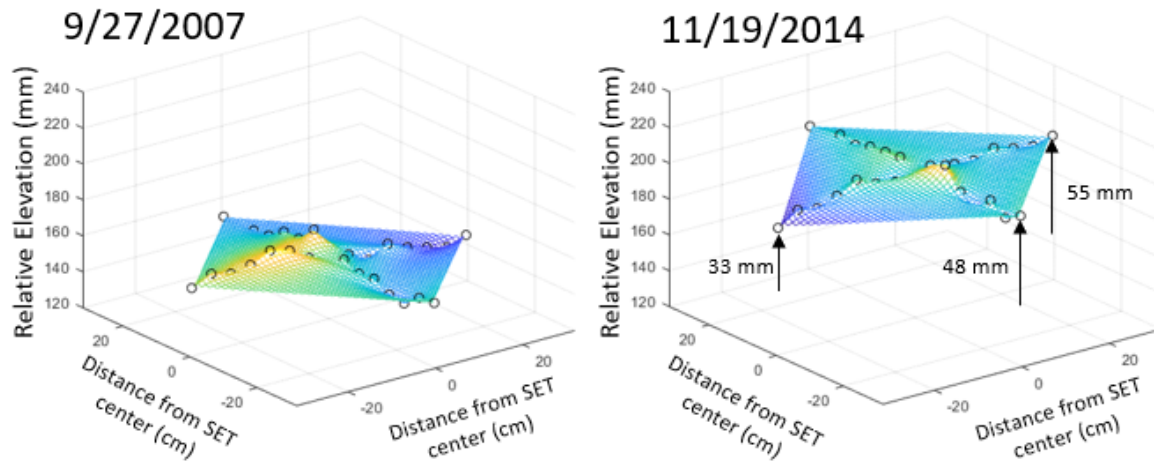 9/27/2007
Relative Elevation (mm)
240
220
200
180
160
140
120
20
0
-20
Distance from SET
center (cm)
-20
0
20
Distance from SET
center (cm)
11/19/2014
Relative Elevation (mm)
240
220
200
180
160
140
120
33 mm
48 mm
55 mm
20
0
-20
Distance from SET
center (cm)
-20
0
20
Distance from SET
center (cm)